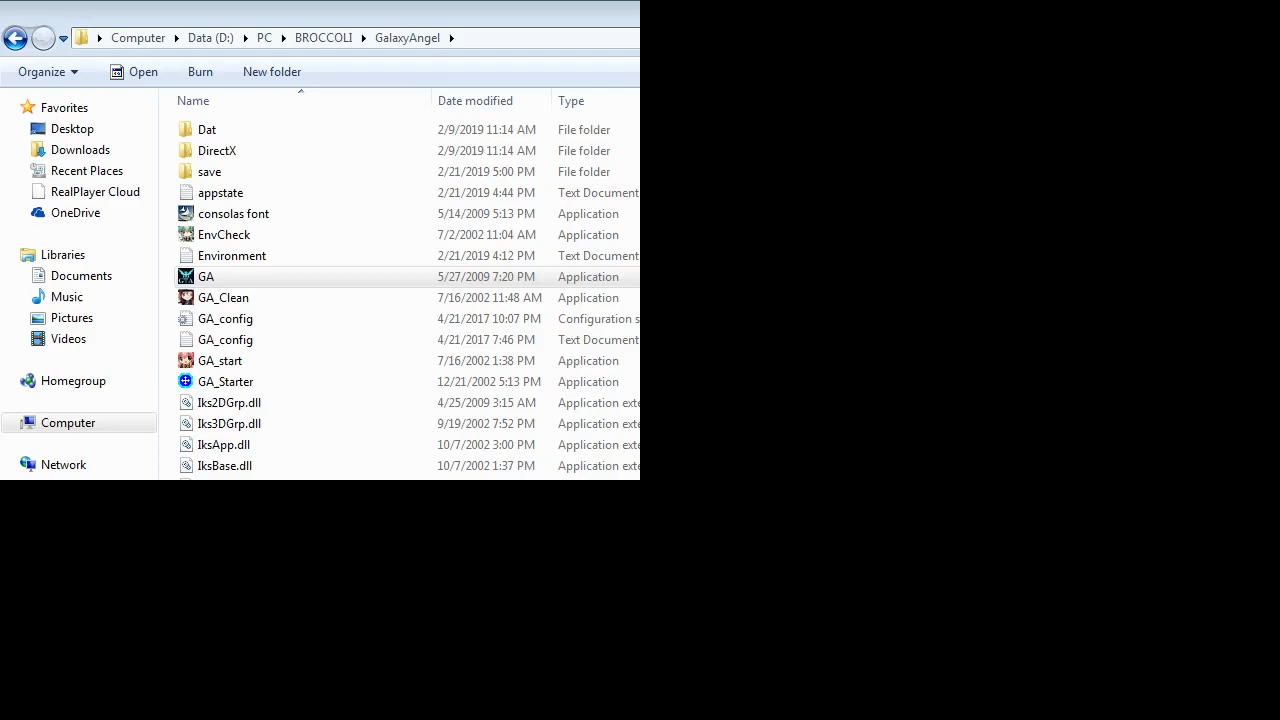 Computer Data (D:) PC BROCCOLI GalaxyAngel
Organize Open Burn New folder
Name Date modified Type
Favorites
Desktop
Downloads
Recent Places
RealPlayer Cloud
OneDrive
Libraries
Documents
Music
Pictures
Videos
Homegroup
Computer
Network
Dat 2/9/2019 11:14 AM File folder
DirectX 2/9/2019 11:14 AM File folder
save 2/21/2019 5:00 PM File folder
appstate 2/21/2019 4:44 PM Text Document
consolas font 5/14/2009 5:13 PM Application
EnvCheck 7/2/2002 11:04 AM Application
Environment 2/21/2019 4:12 PM Text Document
GA 5/27/2009 7:20 PM Application
GA_Clean 7/16/2002 11:48 AM Application
GA_config 4/21/2017 10:07 PM Configuration s
GA_config 4/21/2017 7:46 PM Text Document
GA_start 7/16/2002 1:38 PM Application
GA_Starter 12/21/2002 5:13 PM Application
Iks2DGrp.dll 4/25/2009 3:15 AM Application exte
Iks3DGrp.dll 9/19/2002 7:52 PM Application exte
IksApp.dll 10/7/2002 3:00 PM Application exte
IksBase.dll 10/7/2002 1:37 PM Application exte